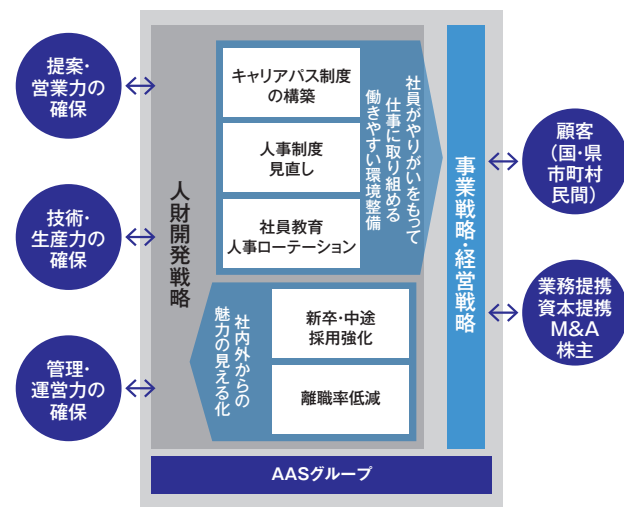 提案・
営業力の
確保
技術・
生産力の
確保
管理・
運営力の
確保
人財開発戦略
キャリアパス制度
の構築
人事制度
見直し
社員教育
人事ローテーション
社員がやりがいをもって
仕事に取り組める
働きやすい環境整備
社内外からの
魅力の見える化
新卒・中途
採用強化
離職率低減
事業戦略・経営戦略
顧客
（国・県
市町村
民間）
業務提携
資本提携
M&A
株主
AASグループ